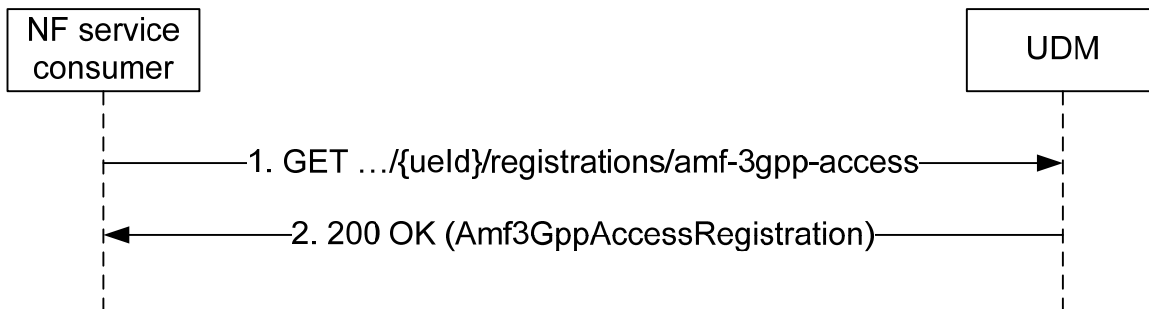 NF service
consumer
UDM
1. GET …/{ueId}/registrations/amf-3gpp-access
2. 200 OK (Amf3GppAccessRegistration)